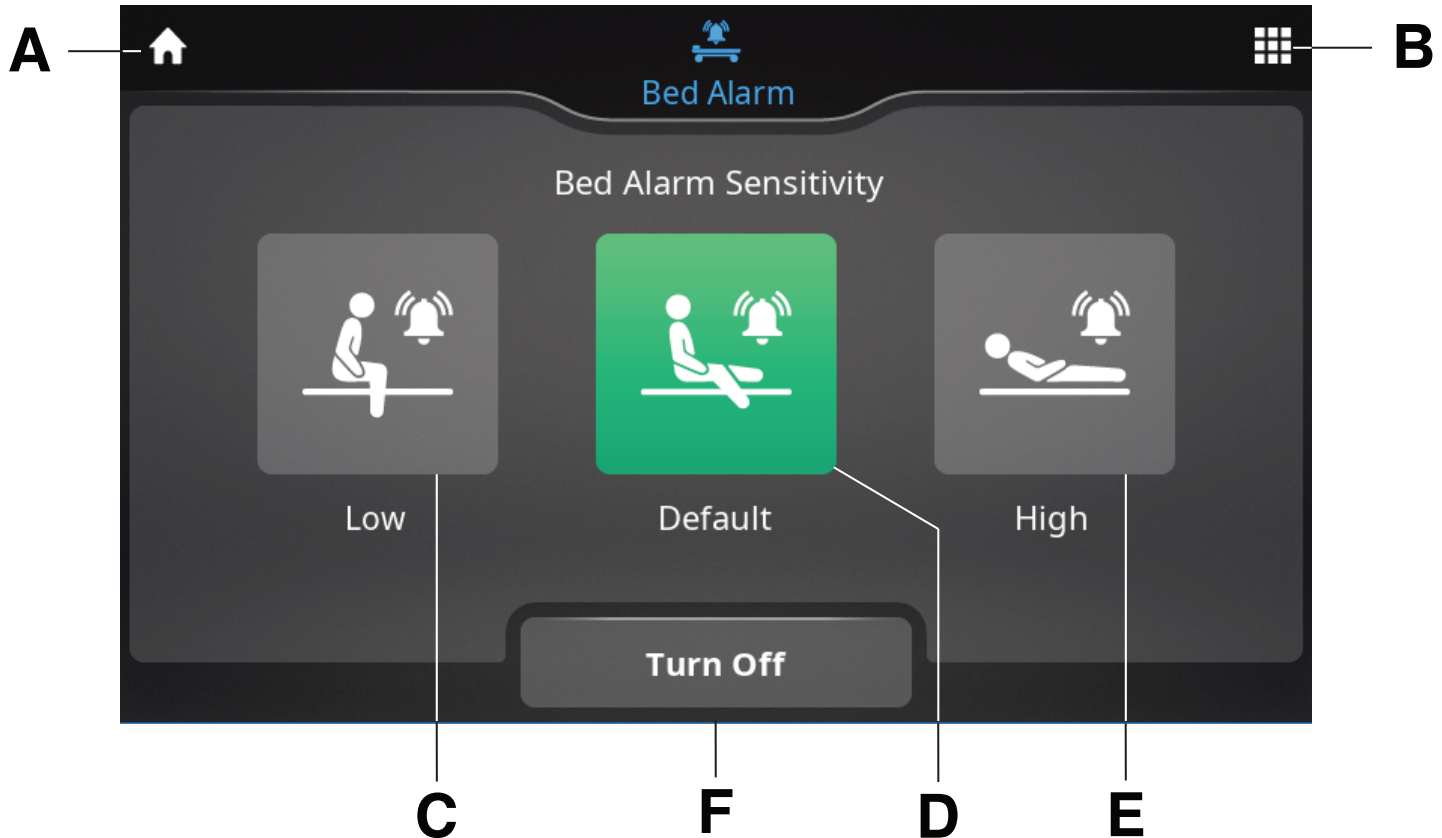 A
B
Bed Alarm
Bed Alarm Sensitivity
Low
Default
High
Turn Off
C
F
D
E